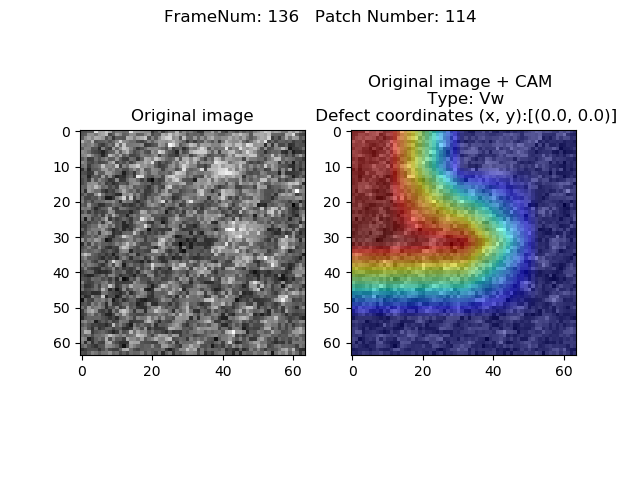 FrameNum: 136   Patch Number: 114
Original image
Original image + CAM
Type: Vw
Defect coordinates (x, y):[(0.0, 0.0)]
0
10
20
30
40
50
60
0 20 40 60
0
10
20
30
40
50
60
0 20 40 60